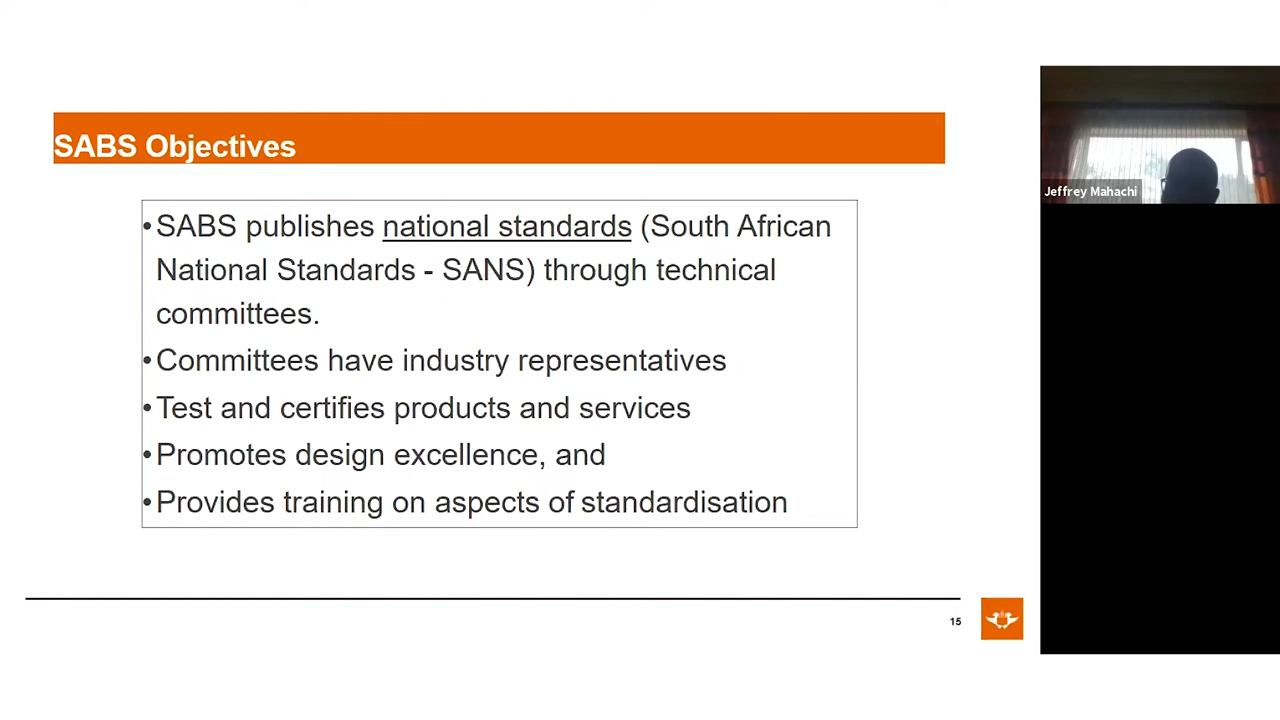 SABS Objectives
•SABS publishes national standards (South African
National Standards - SANS) through technical
committees.
•Committees have industry representatives
•Test and certifies products and services
•Promotes design excellence, and
•Provides training on aspects of standardisation
15
Jeffrey Mahachi